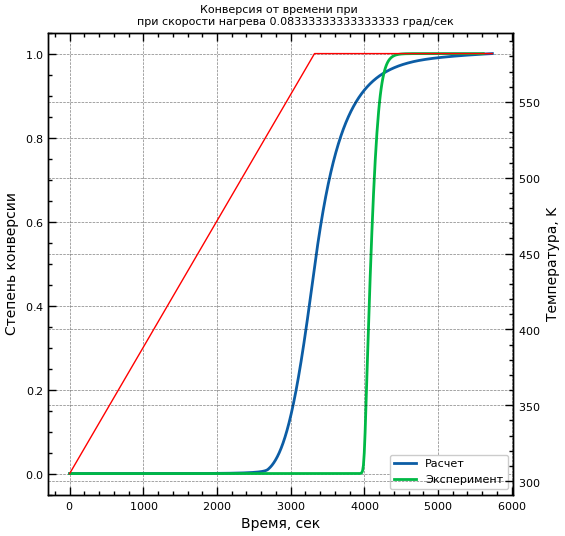 Конверсия от времени при
при скорости нагрева 0.08333333333333333 град/сек
1.0
0.8
0.6
0.4
0.2
0.0
Степень конверсии
550
500
450
400
350
300
Температура, К
Расчет
Эксперимент
0 1000 2000 3000 4000 5000 6000
Время, сек